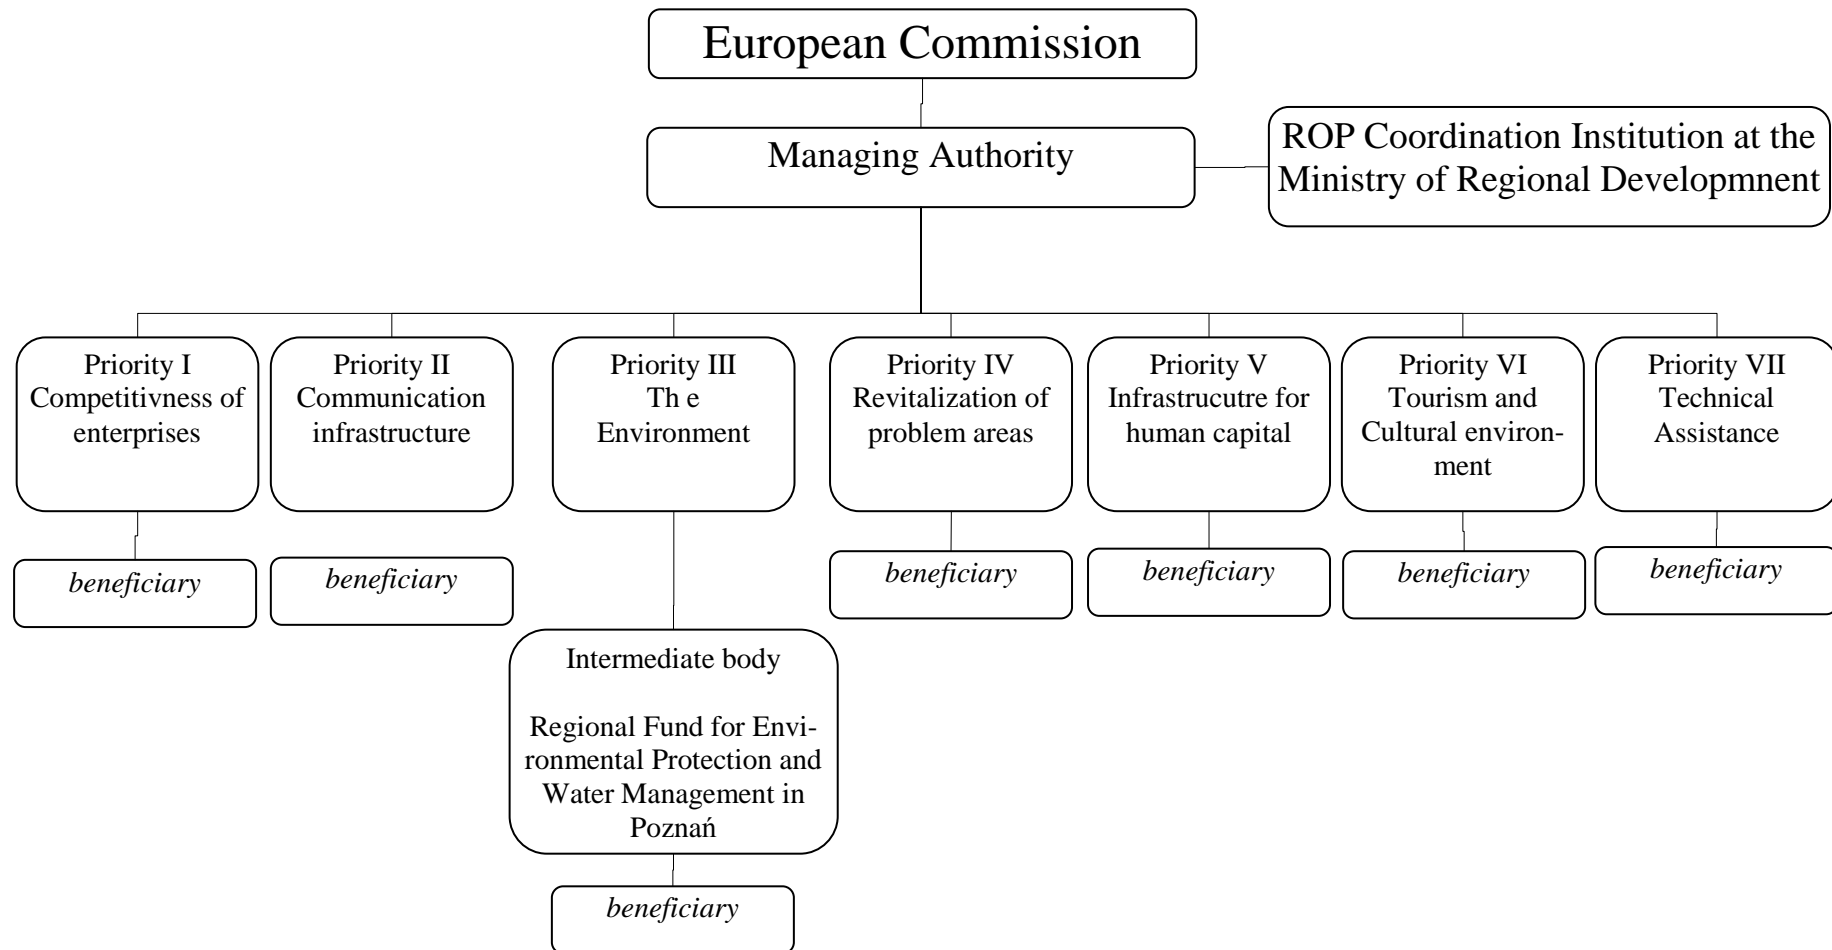 European Commission
Managing Authority
ROP Coordination Institution at the
Ministry of Regional Developmnent
Priority I
Competitivness of
enterprises
Priority II
Communication
infrastructure
Priority III
Th e
Environment
Priority IV
Revitalization of
problem areas
Priority V
Infrastrucutre for
human capital
Priority VI
Tourism and
Cultural environ-
ment
Priority VII
Technical
Assistance
beneficiary
beneficiary
beneficiary
beneficiary
beneficiary
beneficiary
Intermediate body
Regional Fund for Envi-
ronmental Protection and
Water Management in
Poznań
beneficiary